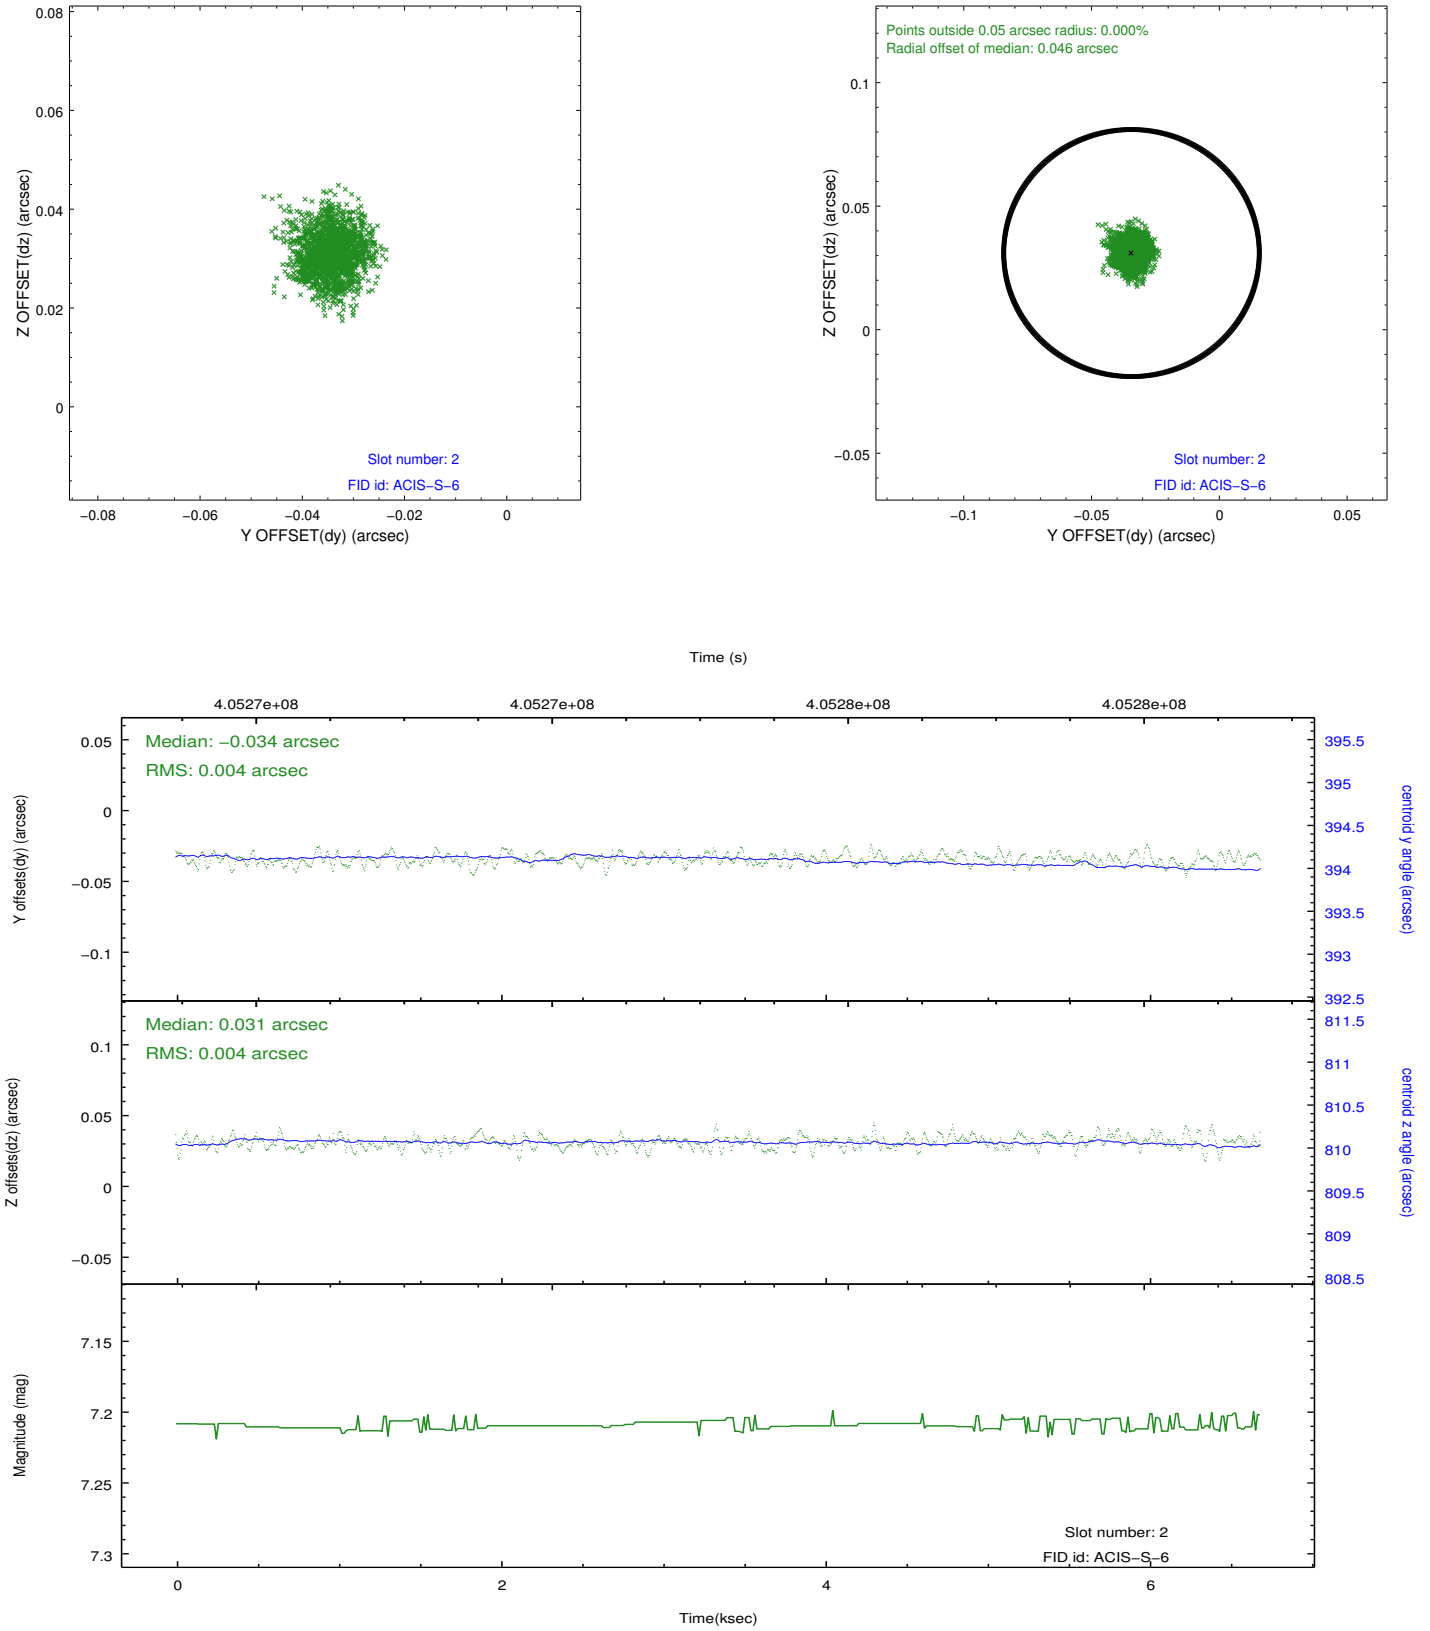 0.08
0.06
0.04
0.02
0
Z OFFSET(dz) (arcsec)
Slot number: 2
FID id: ACIS−S−6
−0.08
−0.06
−0.04
−0.02
0
Y OFFSET(dy) (arcsec)
Points outside 0.05 arcsec radius: 0.000%
Radial offset of median: 0.046 arcsec
0.1
0.05
0
−0.05
Z OFFSET(dz) (arcsec)
Slot number: 2
FID id: ACIS−S−6
−0.1
−0.05
0
0.05
Y OFFSET(dy) (arcsec)
Time (s)
4.0527e+08
4.0527e+08
4.0528e+08
4.0528e+08
Median: −0.034 arcsec
RMS: 0.004 arcsec
0.05
0
−0.05
−0.1
Y offsets(dy) (arcsec)
395.5
395
394.5
394
393.5
393
392.5
centroid y angle (arcsec)
Median: 0.031 arcsec
RMS: 0.004 arcsec
0.1
0.05
0
−0.05
Z offsets(dz) (arcsec)
811.5
811
810.5
810
809.5
809
808.5
centroid z angle (arcsec)
7.15
7.2
7.25
7.3
Magnitude (mag)
Slot number: 2
FID id: ACIS−S−6
0
2
4
6
Time(ksec)